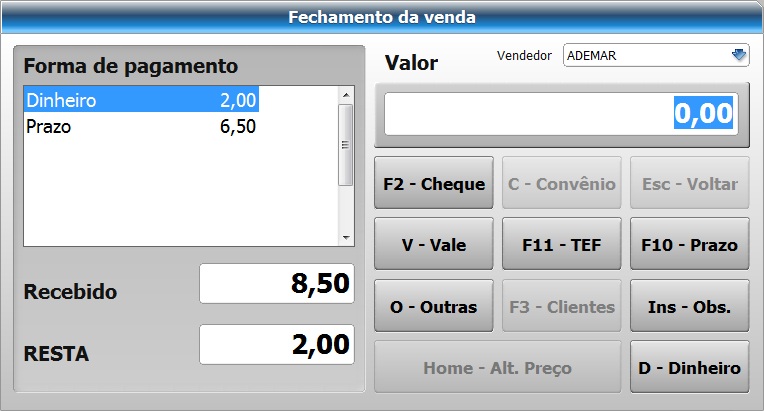 Fechamento da venda
Forma de pagamento
Dinheiro 2,00
Prazo 6,50
Recebido 8,50
RESTA 2,00
Valor Vendedor ADEMAR
0,00
F2 - Cheque C - Convênio Esc - Voltar
V - Vale F11 - TEF F10 - Prazo
O - Outras F3 - Clientes Ins - Obs.
Home - Alt. Preço D - Dinheiro